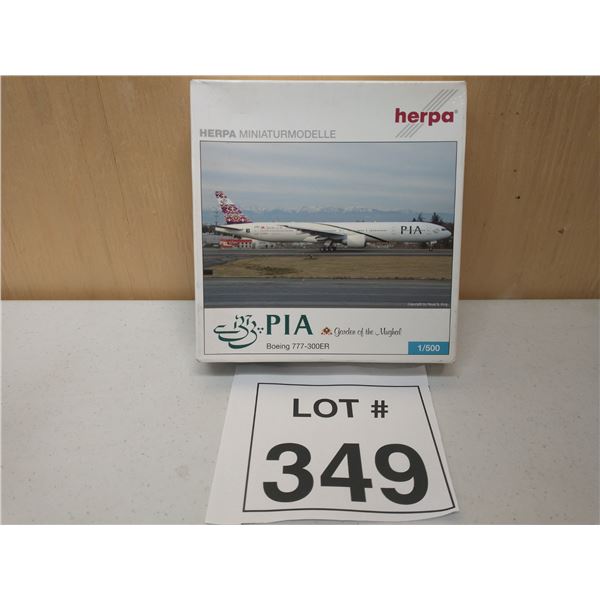 herpa®
HERPA MINIATURMODELLE
PIA
PIA Garden of the Mughal
Boeing 777-300ER
1/500
LOT #
349